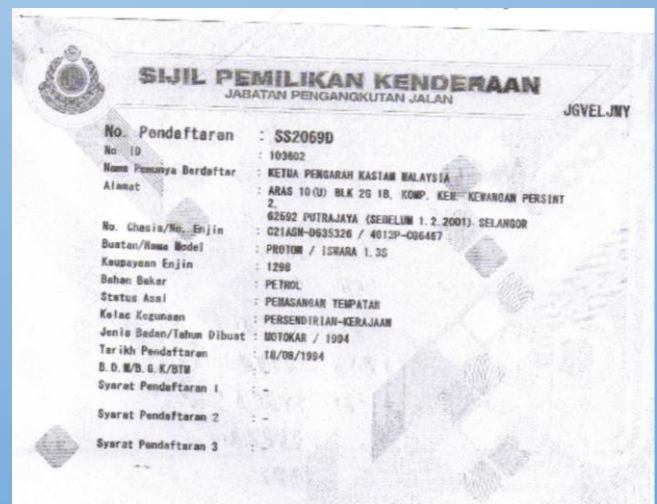 SIJIL PEMILIKAN KENDERAAN
JABATAN PENGANGKUTAN JALAN
JGVELJMY
No. Pendaftaran : SS2069D
No ID : 103602
Nama Pemunya Berdaftar : KETUA PENGARAH KASTAM MALAYSIA
Alamat : ARAS 10(U) BLK 2G 1B, KOMP. KEM. KEWANGAN PERSINT
2,
62592 PUTRAJAYA (SEBELUM 1.2.2001) SELANGOR
No. Chasis/No. Enjin : C21ASN-D635326 / 4G13P-CG6467
Buatan/Nama Model : PROTON / ISWARA 1.3S
Keupayaan Enjin : 1298
Bahan Bakar : PETROL
Status Asal : PEMASANGAN TEMPATAN
Kelas Kegunaan : PERSENDIRIAN-KERAJAAN
Jenis Badan/Tahun Dibuat : MOTOKAR / 1994
Tarikh Pendaftaran : 18/08/1994
B.D.M/B.G.K/BTM
Syarat Pendaftaran 1 : -
Syarat Pendaftaran 2 : -
Syarat Pendaftaran 3 : -